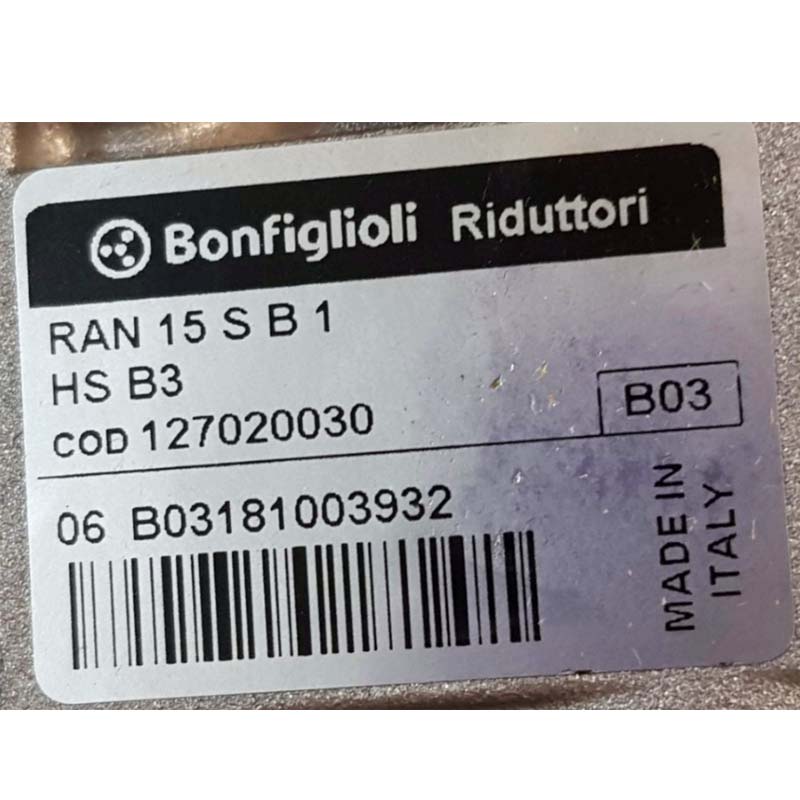 Bonfiglioli Riduttori
RAN 15 S B 1
HS B3
COD 127020030
B03
06 B03181003932
MADE IN
ITALY